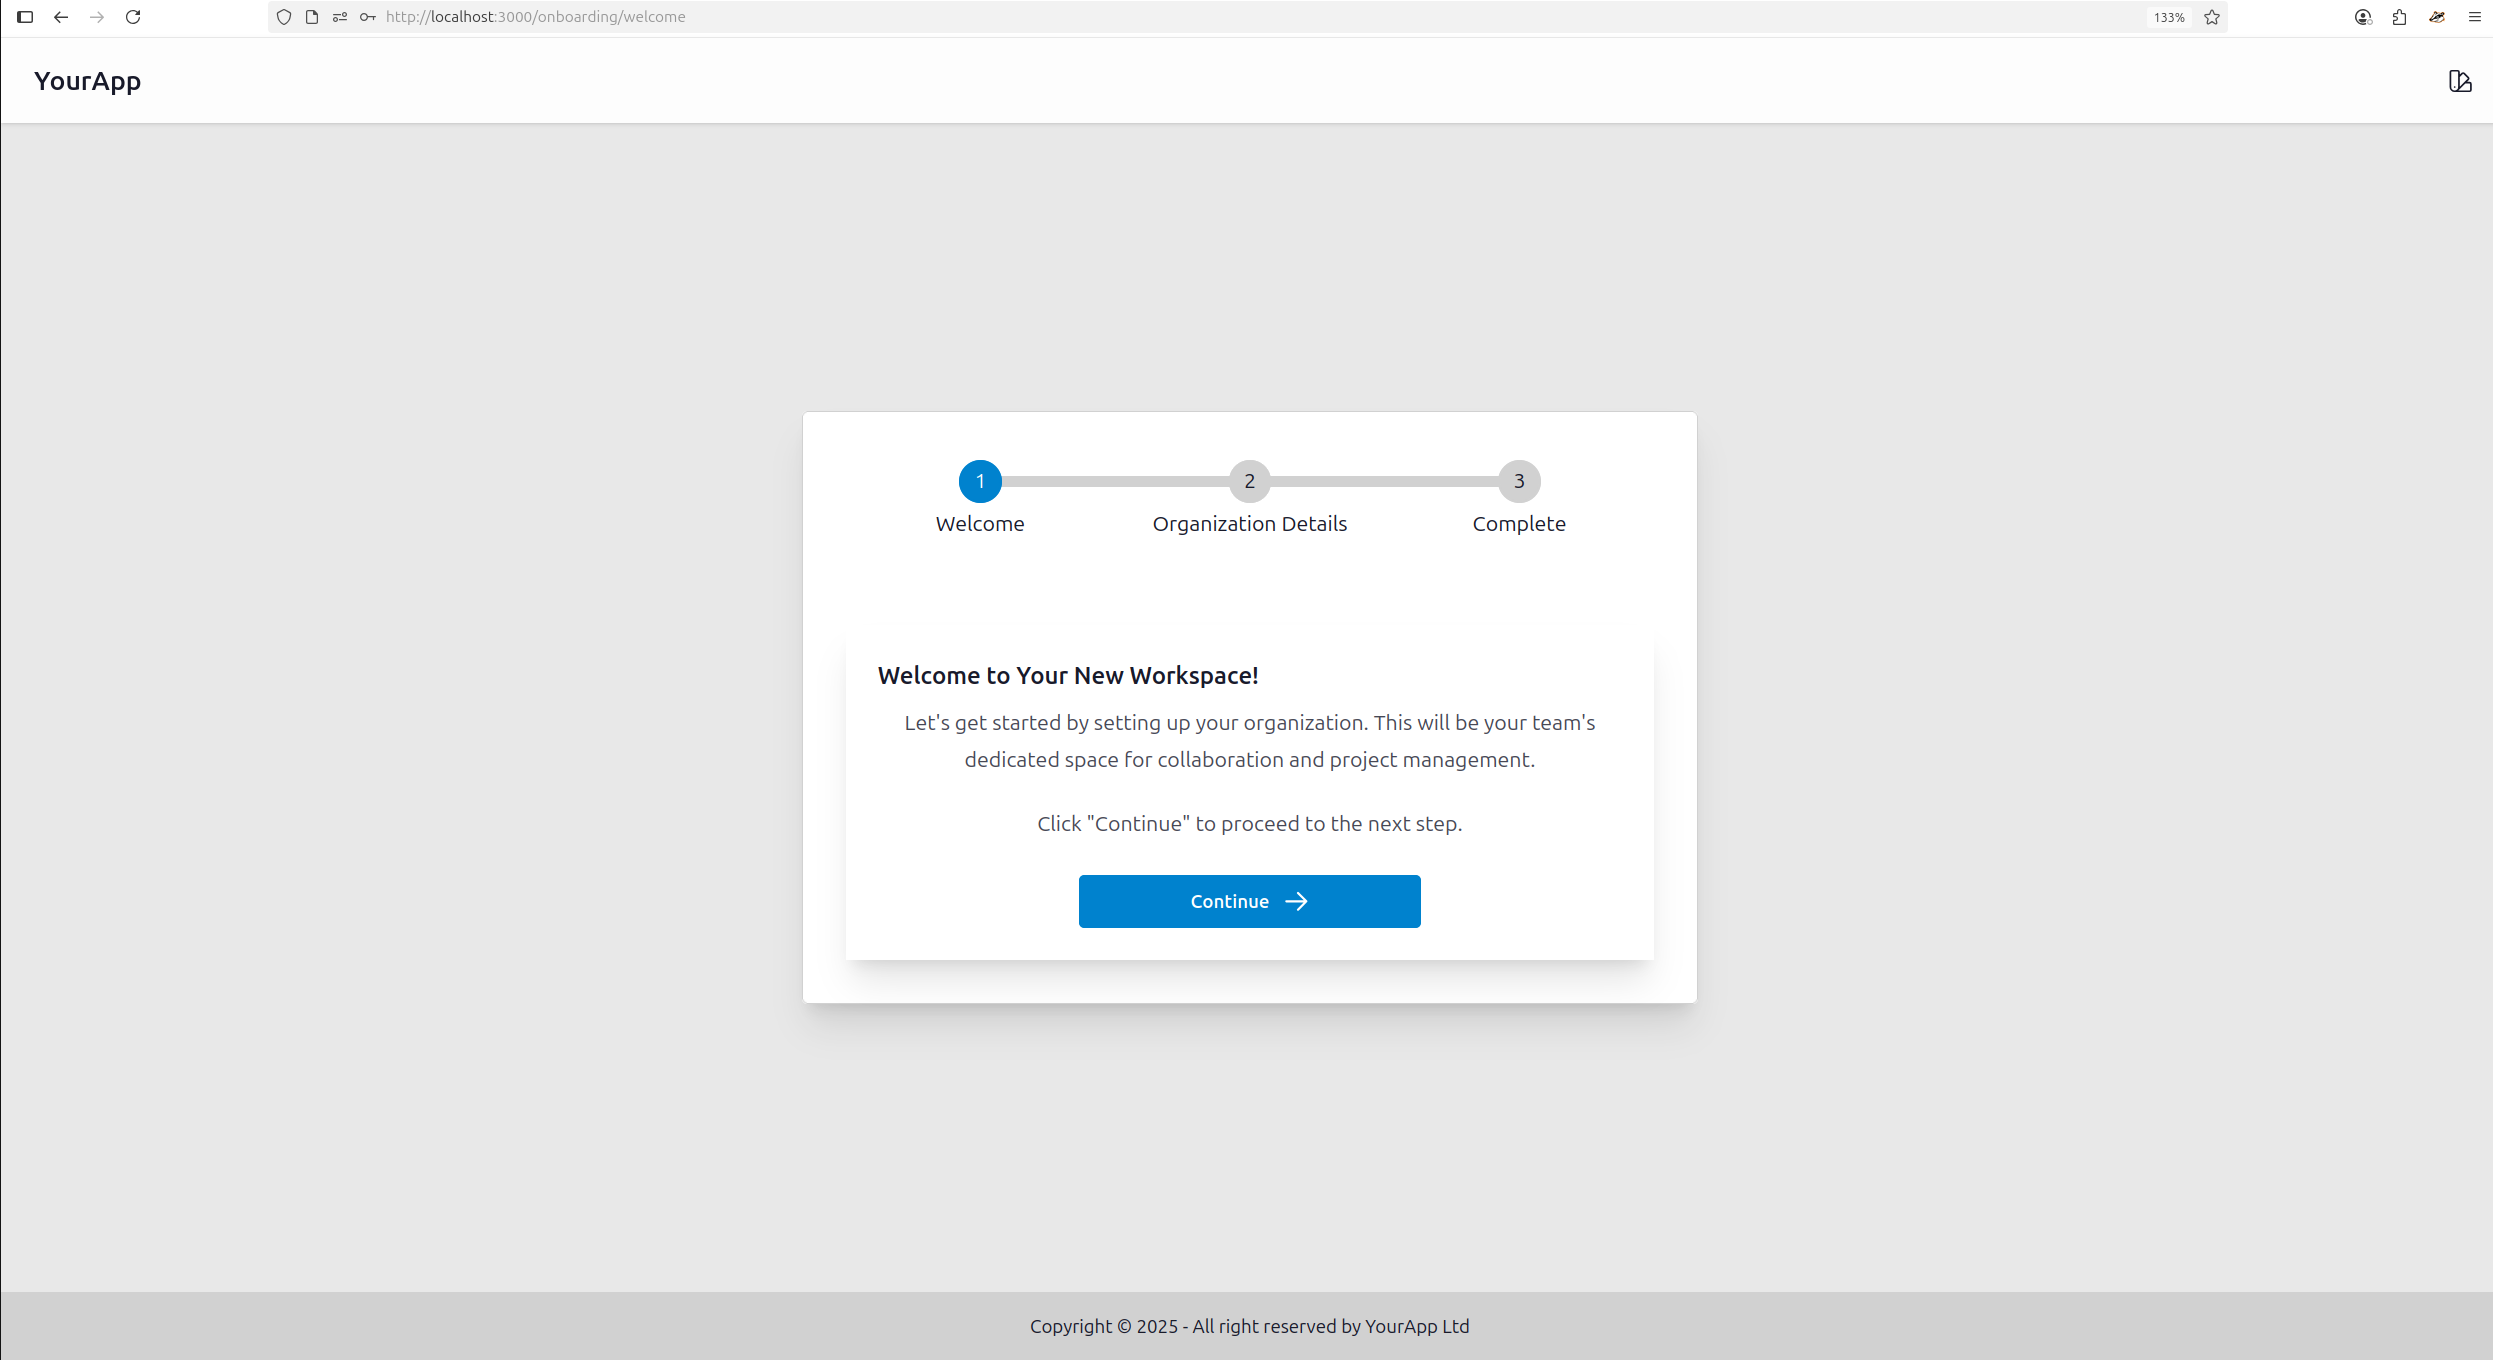 http://localhost:3000/onboarding/welcome
133%
YourApp
1
2
3
Welcome
Organization Details
Complete
Welcome to Your New Workspace!
Let's get started by setting up your organization. This will be your team's
dedicated space for collaboration and project management.
Click "Continue" to proceed to the next step.
Continue
Copyright © 2025 - All right reserved by YourApp Ltd